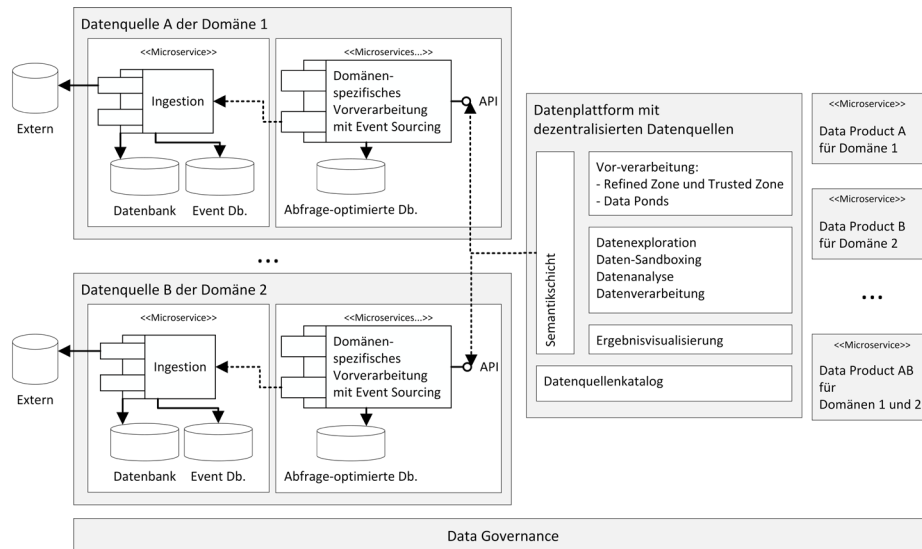 Datenquelle A der Domäne 1
<<Microservice>>
Ingestion
Extern
Datenbank
Event Db.
<<Microservices...>>
Domänen-
spezifisches
Vorverarbeitung
mit Event Sourcing
API
Abfrage-optimierte Db.
...
Datenquelle B der Domäne 2
<<Microservice>>
Ingestion
Extern
Datenbank
Event Db.
<<Microservices...>>
Domänen-
spezifisches
Vorverarbeitung
mit Event Sourcing
API
Abfrage-optimierte Db.
Datenplattform mit
dezentralisierten Datenquellen
Semantikschicht
Vor-verarbeitung:
- Refined Zone und Trusted Zone
- Data Ponds
Datenexploration
Daten-Sandboxing
Datenanalyse
Datenverarbeitung
Ergebnisvisualisierung
Datenquellenkatalog
<<Microservice>>
Data Product A
für Domäne 1
<<Microservice>>
Data Product B
für Domäne 2
...
<<Microservice>>
Data Product AB
für
Domänen 1 und 2
Data Governance